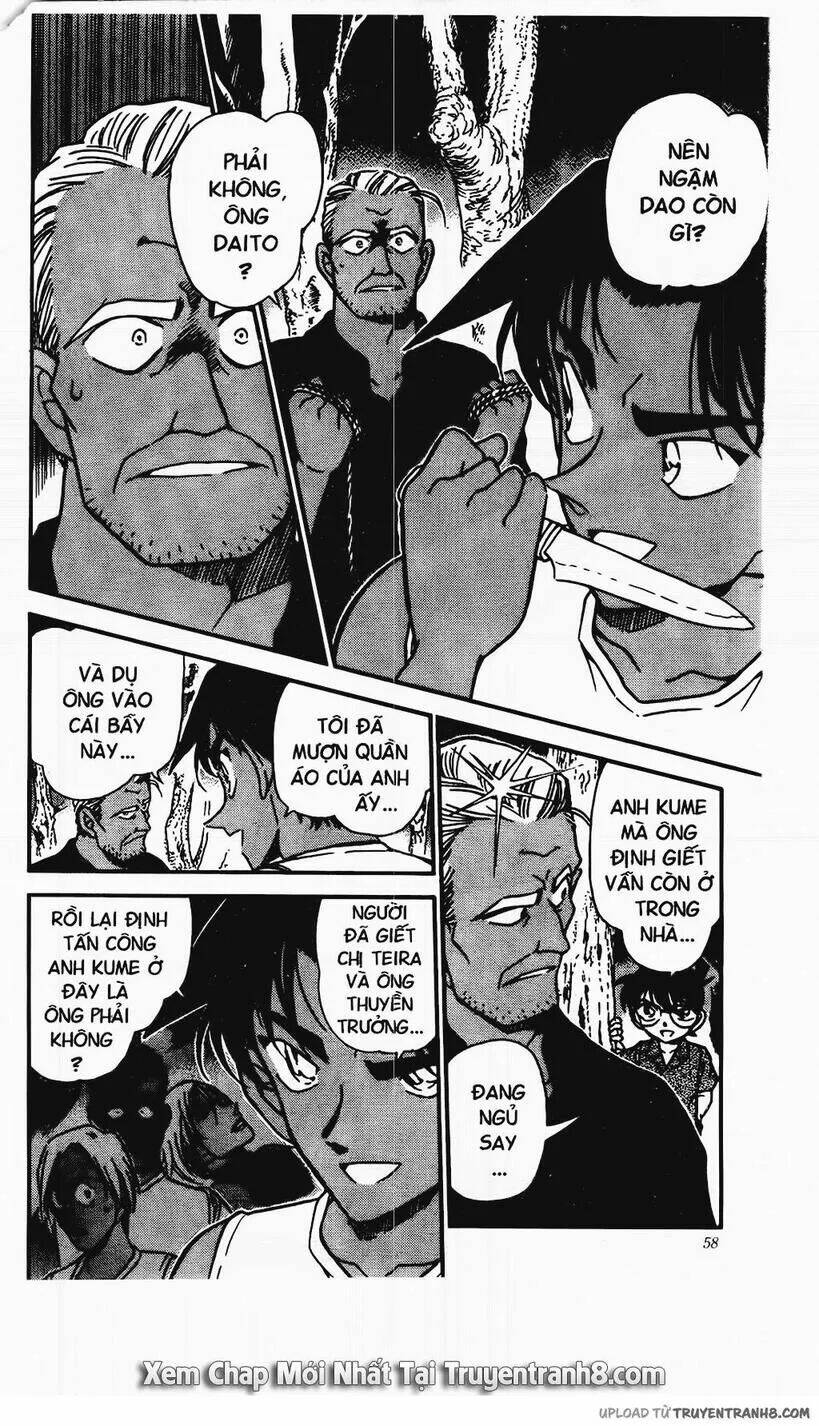 NÊN
NGẬM
DAO CÒN
GÌ?
PHẢI
KHÔNG,
ÔNG
DAITO
?
ANH KUME
MÀ ÔNG
ĐỊNH GIẾT
VẪN CÒN Ở
TRONG
NHÀ...
ĐANG
NGỦ
SAY
...
TÔI ĐÃ
MƯỢN QUẦN
ÁO CỦA ANH
ẤY...
VÀ DỤ
ÔNG VÀO
CÁI BẪY
NÀY...
NGƯỜI
ĐÃ GIẾT
CHỊ TEIRA
VÀ ÔNG
THUYỀN
TRƯỞNG...
RỒI LẠI ĐỊNH
TẤN CÔNG
ANH KUME Ở
ĐÂY LÀ
ÔNG PHẢI
KHÔNG
?
58
Xem Chap Mới Nhất Tại Truyentranh8.com
UPLOAD TỪ TRUYENTRANH8.COM